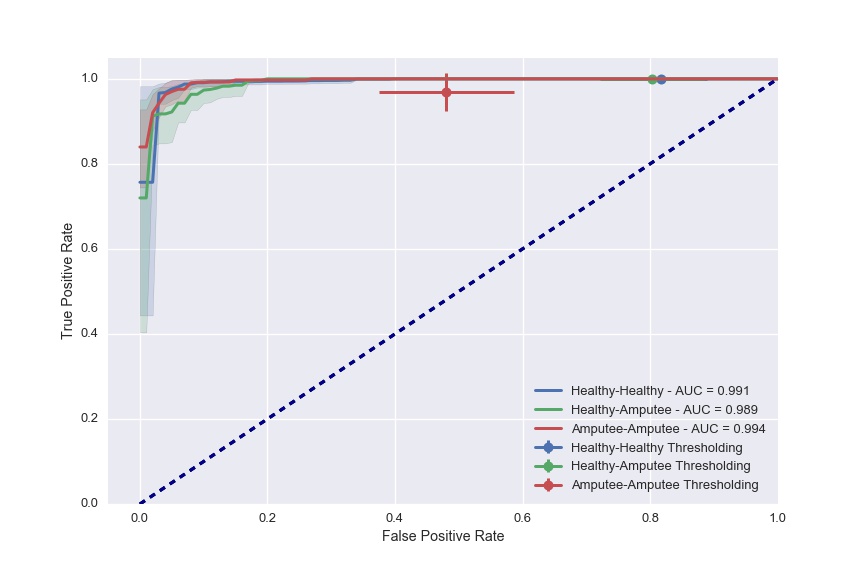 1.0
0.8
0.6
0.4
0.2
0.0
True Positive Rate
0.0 0.2 0.4 0.6 0.8 1.0
False Positive Rate
Healthy-Healthy - AUC = 0.991
Healthy-Amputee - AUC = 0.989
Amputee-Amputee - AUC = 0.994
Healthy-Healthy Thresholding
Healthy-Amputee Thresholding
Amputee-Amputee Thresholding